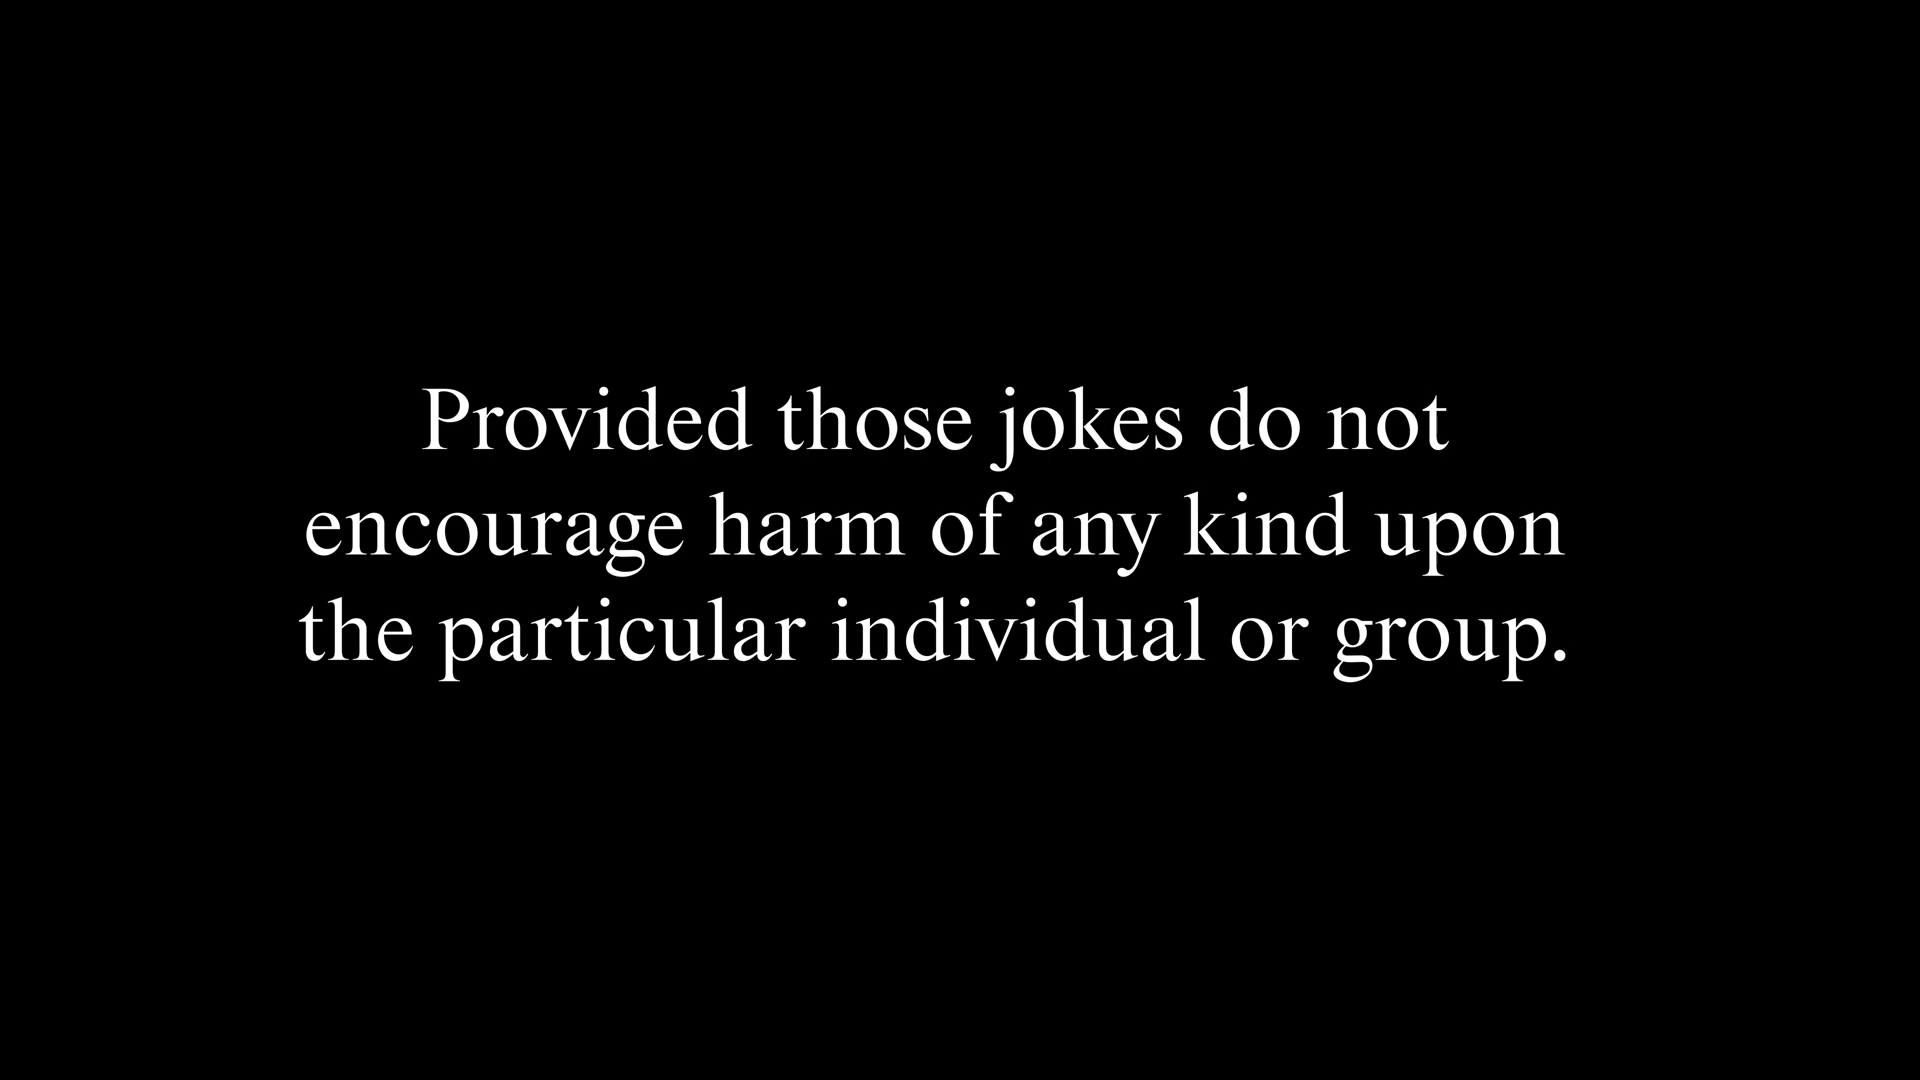 Provided those jokes do not
encourage harm of any kind upon
the particular individual or group.